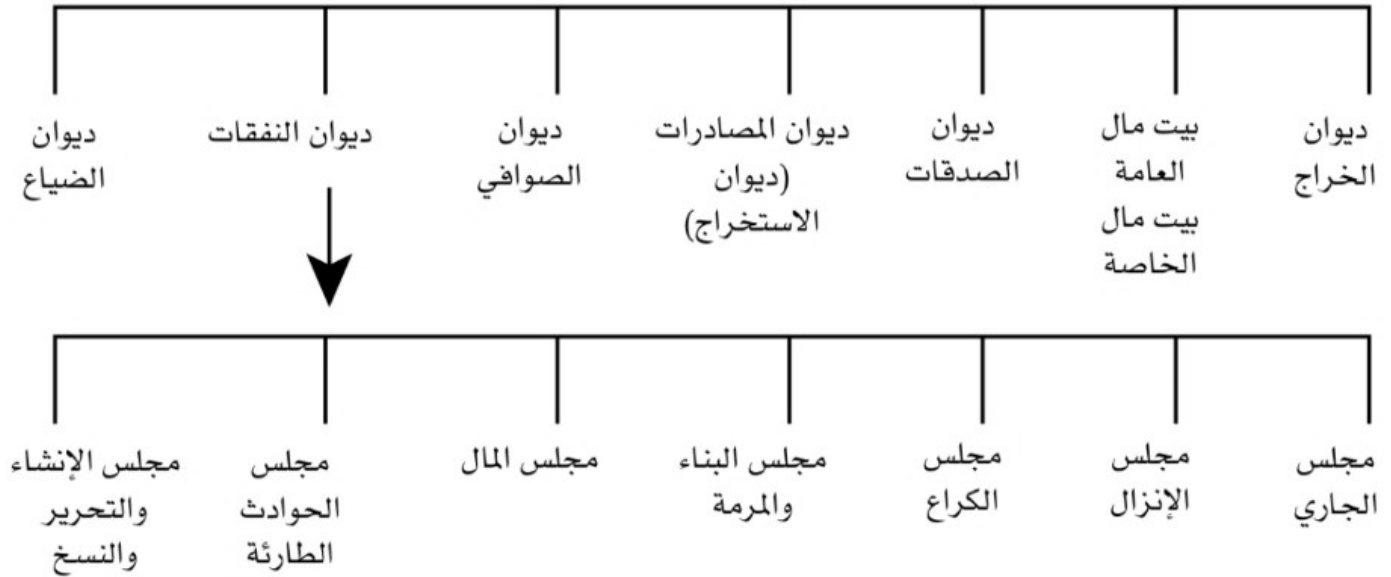 ديوان
الخراج
بيت مال
العامة
بيت مال
الخاصة
ديوان
الصدقات
ديوان المصادرات
(ديوان
الاستخراج)
ديوان
الصوافي
ديوان النفقات
ديوان
الضياع
مجلس
الجاري
مجلس
الإنزال
مجلس
الكراع
مجلس البناء
والمرمة
مجلس المال
مجلس
الحوادث
الطارئة
مجلس الإنشاء
والتحرير
والنسخ